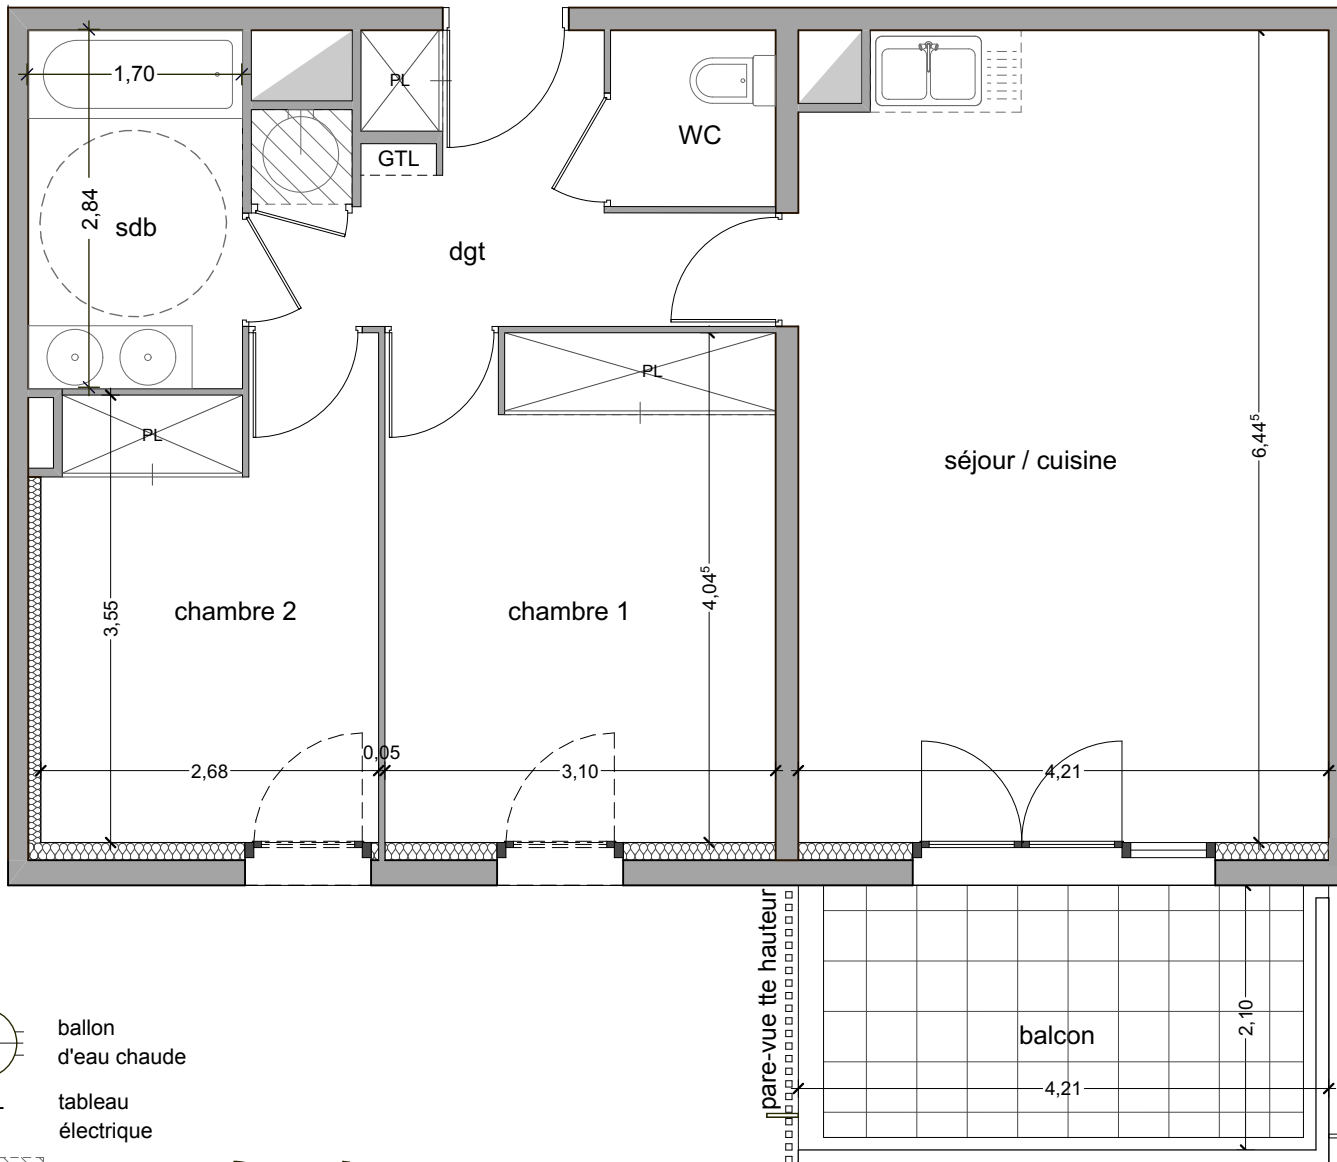 1,70
PL
GTL
WC
2,84
sdb
dgt
PL
PL
séjour / cuisine
6,44⁵
3,55
chambre 2
chambre 1
4,04⁵
0,05
2,68
3,10
4,21
pare-vue tte hauteur
balcon
2,10
4,21
ballon
d'eau chaude
tableau
électrique